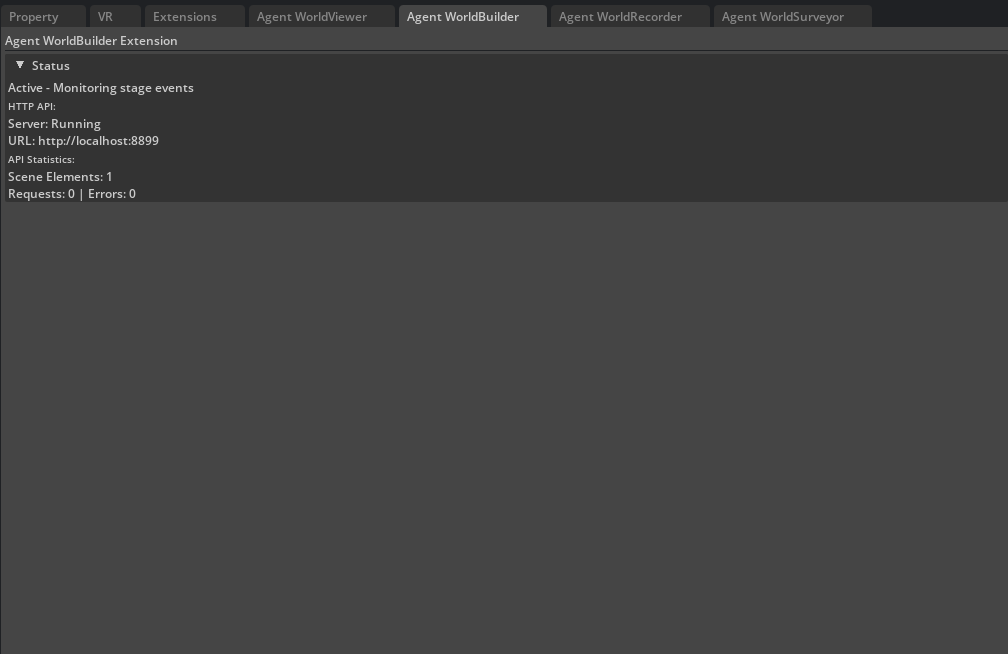 Property
VR
Extensions
Agent WorldViewer
Agent WorldBuilder
Agent WorldRecorder
Agent WorldSurveyor
Agent WorldBuilder Extension
Status
Active - Monitoring stage events
HTTP API:
Server: Running
URL: http://localhost:8899
API Statistics:
Scene Elements: 1
Requests: 0 | Errors: 0